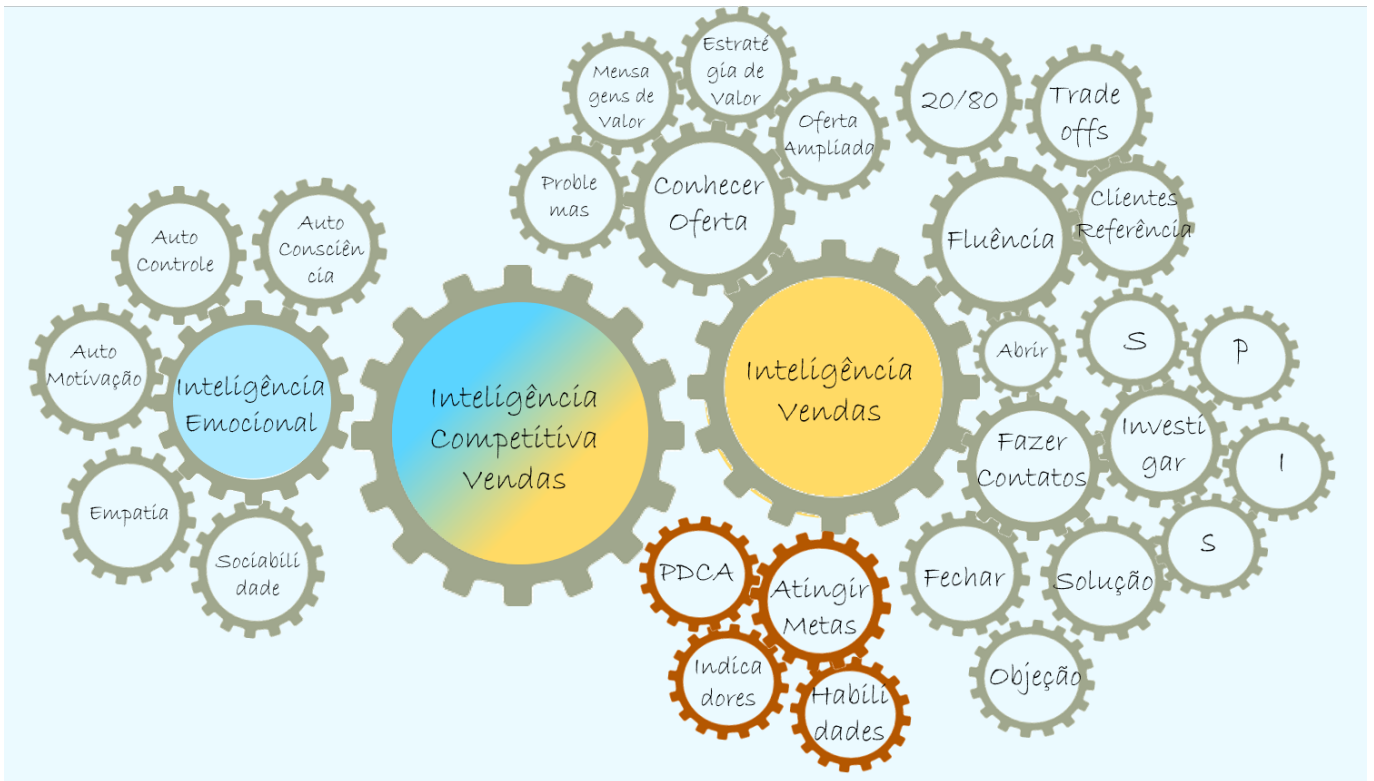 Auto
Controle
Auto
Consciên
cia
Auto
Motivação
Inteligência
Emocional
Empatia
Sociabili
dade
Inteligência
Competitiva
Vendas
Proble
mas
Mensa
gens de
Valor
Estraté
gia de
Valor
Oferta
Ampliada
Conhecer
Oferta
Inteligência
Vendas
20/80
Trade
offs
Clientes
Referência
Fluência
Abrir
S
P
Investi
gar
I
S
Fazer
Contatos
Fechar
Solução
Objeção
PDCA
Atingir
Metas
Indica
dores
Habili
dades